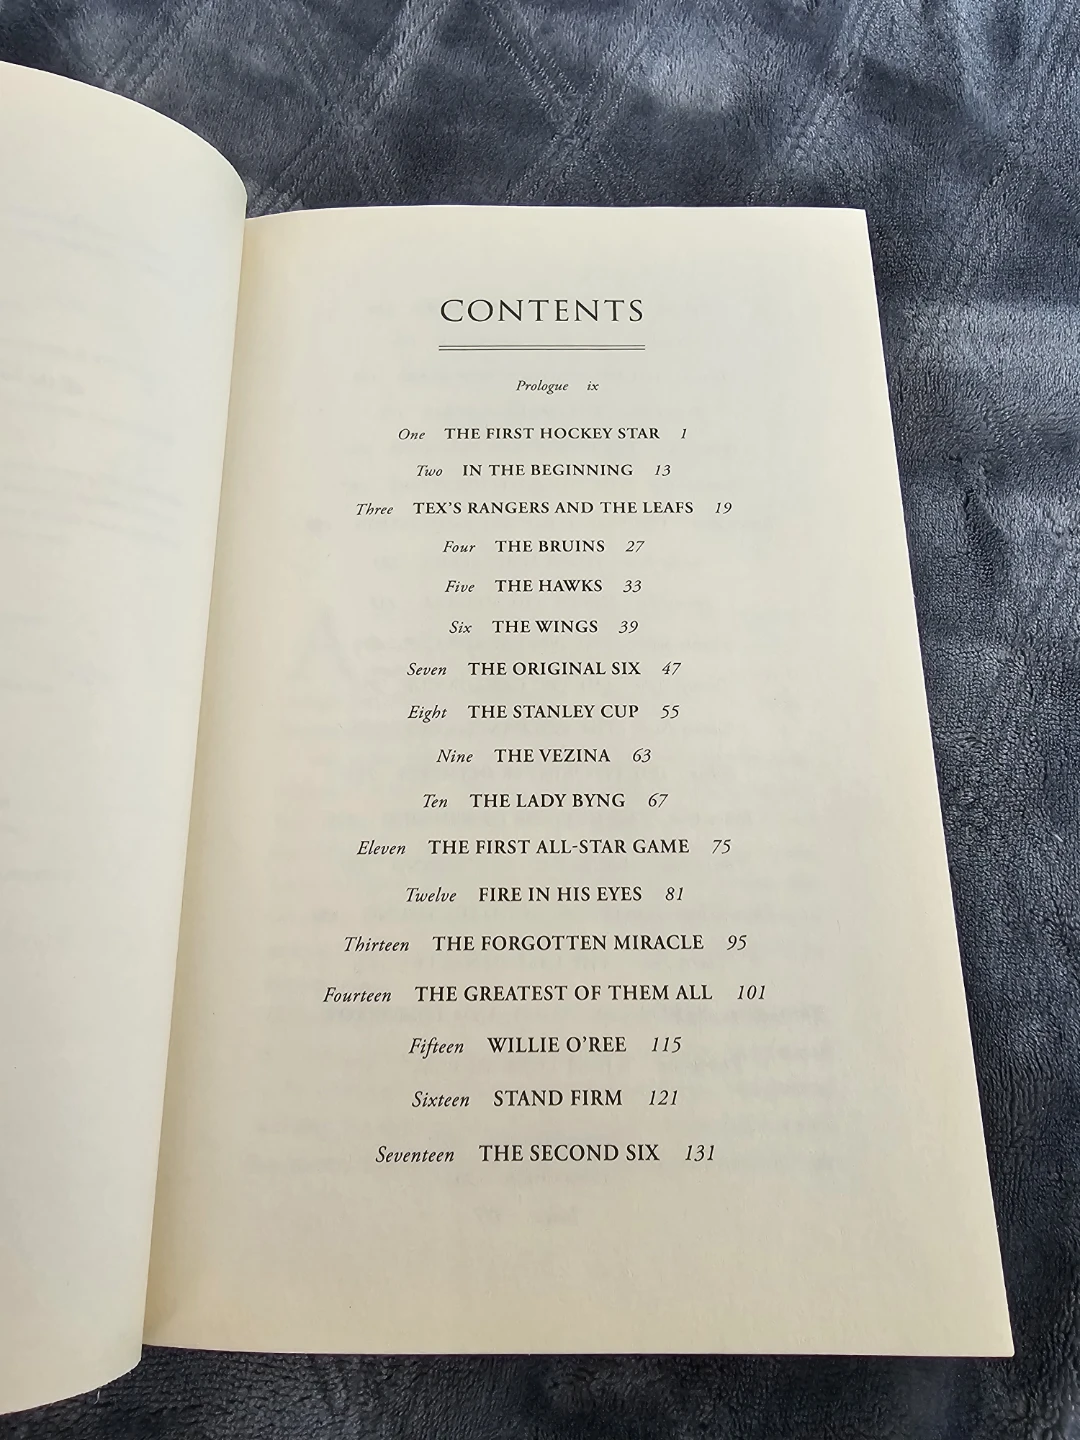 CONTENTS
Prologue ix
One THE FIRST HOCKEY STAR 1
Two IN THE BEGINNING 13
Three TEX'S RANGERS AND THE LEAFS 19
Four THE BRUINS 27
Five THE HAWKS 33
Six THE WINGS 39
Seven THE ORIGINAL SIX 47
Eight THE STANLEY CUP 55
Nine THE VEZINA 63
Ten THE LADY BYNG 67
Eleven THE FIRST ALL-STAR GAME 75
Twelve FIRE IN HIS EYES 81
Thirteen THE FORGOTTEN MIRACLE 95
Fourteen THE GREATEST OF THEM ALL 101
Fifteen WILLIE O'REE 115
Sixteen STAND FIRM 121
Seventeen THE SECOND SIX 131